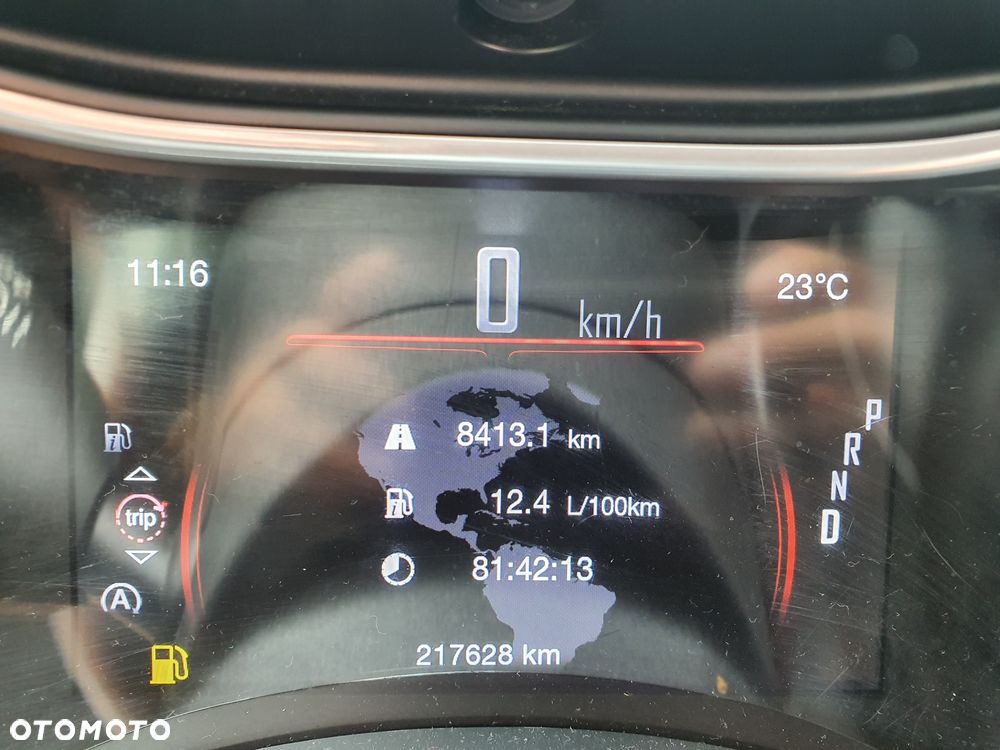 11:16
0 km/h
23°C
8413.1 km
trip
12.4 L/100km
A
81:42:13
217628 km
P
R
N
D
OTOMOTO